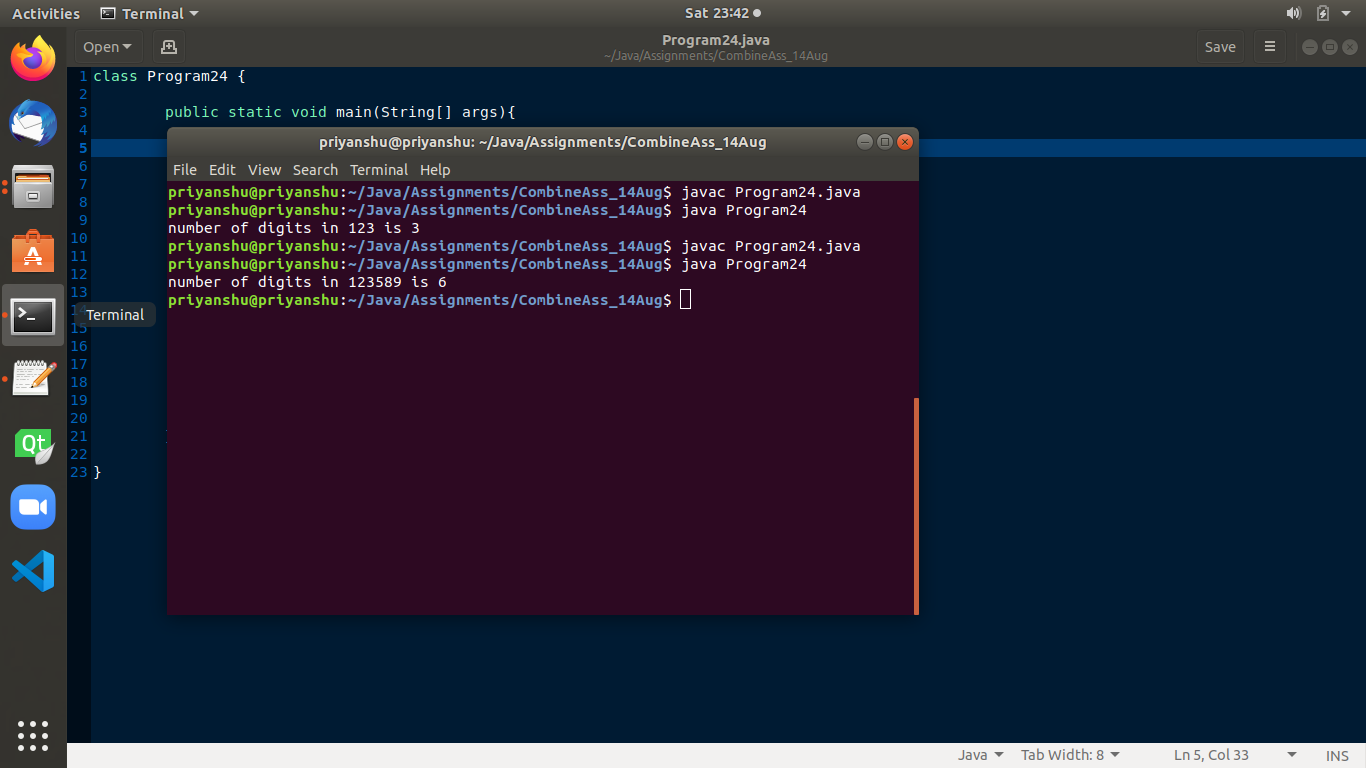 Activities Terminal Sat 23:42
Open Program24.java Save
~/Java/Assignments/CombineAss_14Aug
1 class Program24 {
2
3 public static void main(String[] args){
4
5
6
7
8
9
10
11
12
13
14
15
16
17
18
19
20
21
22
23 }
priyanshu@priyanshu: ~/Java/Assignments/CombineAss_14Aug
File Edit View Search Terminal Help
priyanshu@priyanshu:~/Java/Assignments/CombineAss_14Aug$ javac Program24.java
priyanshu@priyanshu:~/Java/Assignments/CombineAss_14Aug$ java Program24
number of digits in 123 is 3
priyanshu@priyanshu:~/Java/Assignments/CombineAss_14Aug$ javac Program24.java
priyanshu@priyanshu:~/Java/Assignments/CombineAss_14Aug$ java Program24
number of digits in 123589 is 6
priyanshu@priyanshu:~/Java/Assignments/CombineAss_14Aug$
Terminal
Qt
Java Tab Width: 8 Ln 5, Col 33 INS